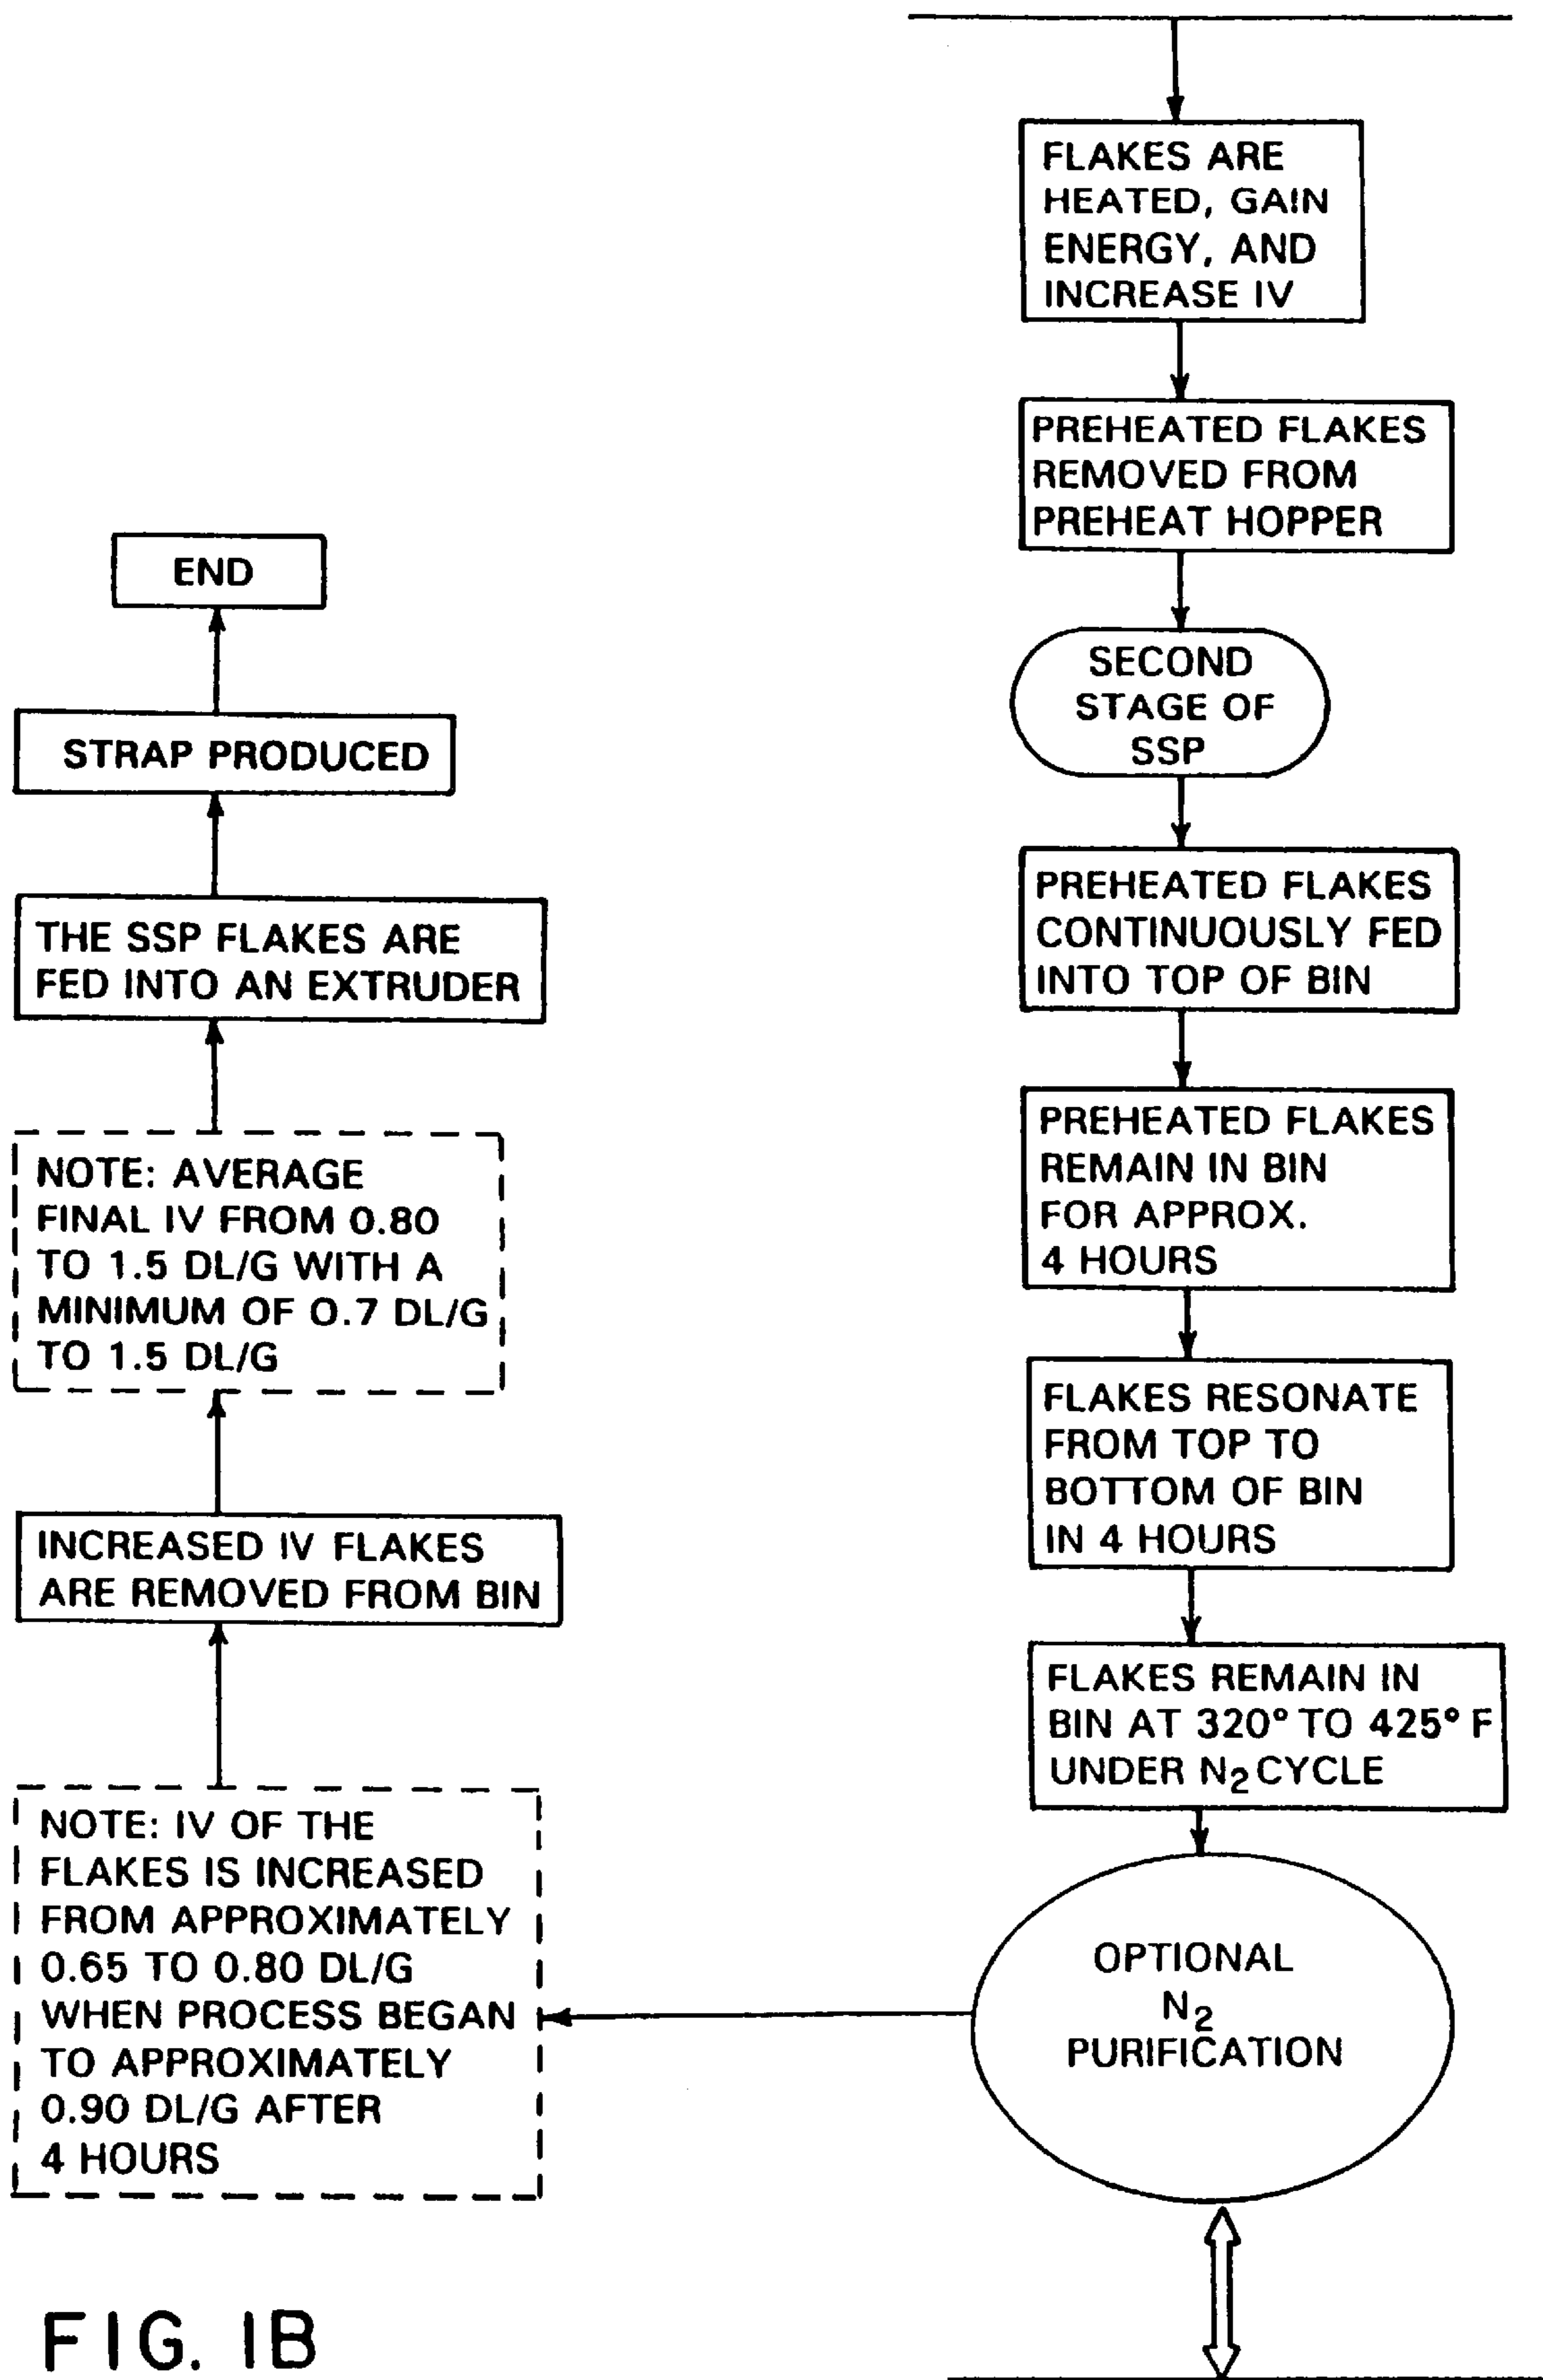 FLAKES ARE
HEATED, GAIN
ENERGY, AND
INCREASE IV
PREHEATED FLAKES
REMOVED FROM
PREHEAT HOPPER
SECOND
STAGE OF
SSP
PREHEATED FLAKES
CONTINUOUSLY FED
INTO TOP OF BIN
PREHEATED FLAKES
REMAIN IN BIN
FOR APPROX.
4 HOURS
FLAKES RESONATE
FROM TOP TO
BOTTOM OF BIN
IN 4 HOURS
FLAKES REMAIN IN
BIN AT 320° TO 425° F
UNDER N₂ CYCLE
OPTIONAL
N₂
PURIFICATION
NOTE: IV OF THE
FLAKES IS INCREASED
FROM APPROXIMATELY
0.65 TO 0.80 DL/G
WHEN PROCESS BEGAN
TO APPROXIMATELY
0.90 DL/G AFTER
4 HOURS
INCREASED IV FLAKES
ARE REMOVED FROM BIN
NOTE: AVERAGE
FINAL IV FROM 0.80
TO 1.5 DL/G WITH A
MINIMUM OF 0.7 DL/G
TO 1.5 DL/G
THE SSP FLAKES ARE
FED INTO AN EXTRUDER
STRAP PRODUCED
END
FIG. 1B